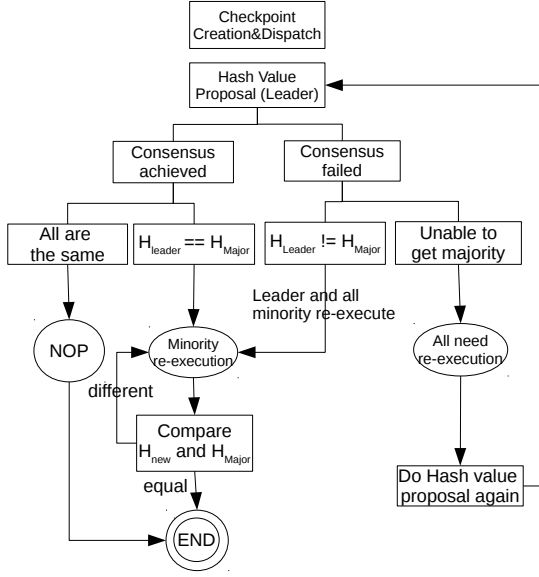 Checkpoint
Creation&Dispatch
Hash Value
Proposal (Leader)
Consensus
achieved
Consensus
failed
All are
the same
H_leader == H_Major
H_Leader != H_Major
Unable to
get majority
Leader and all
minority re-execute
NOP
Minority
re-execution
All need
re-execution
different
Compare
H_new and H_Major
equal
Do Hash value
proposal again
END